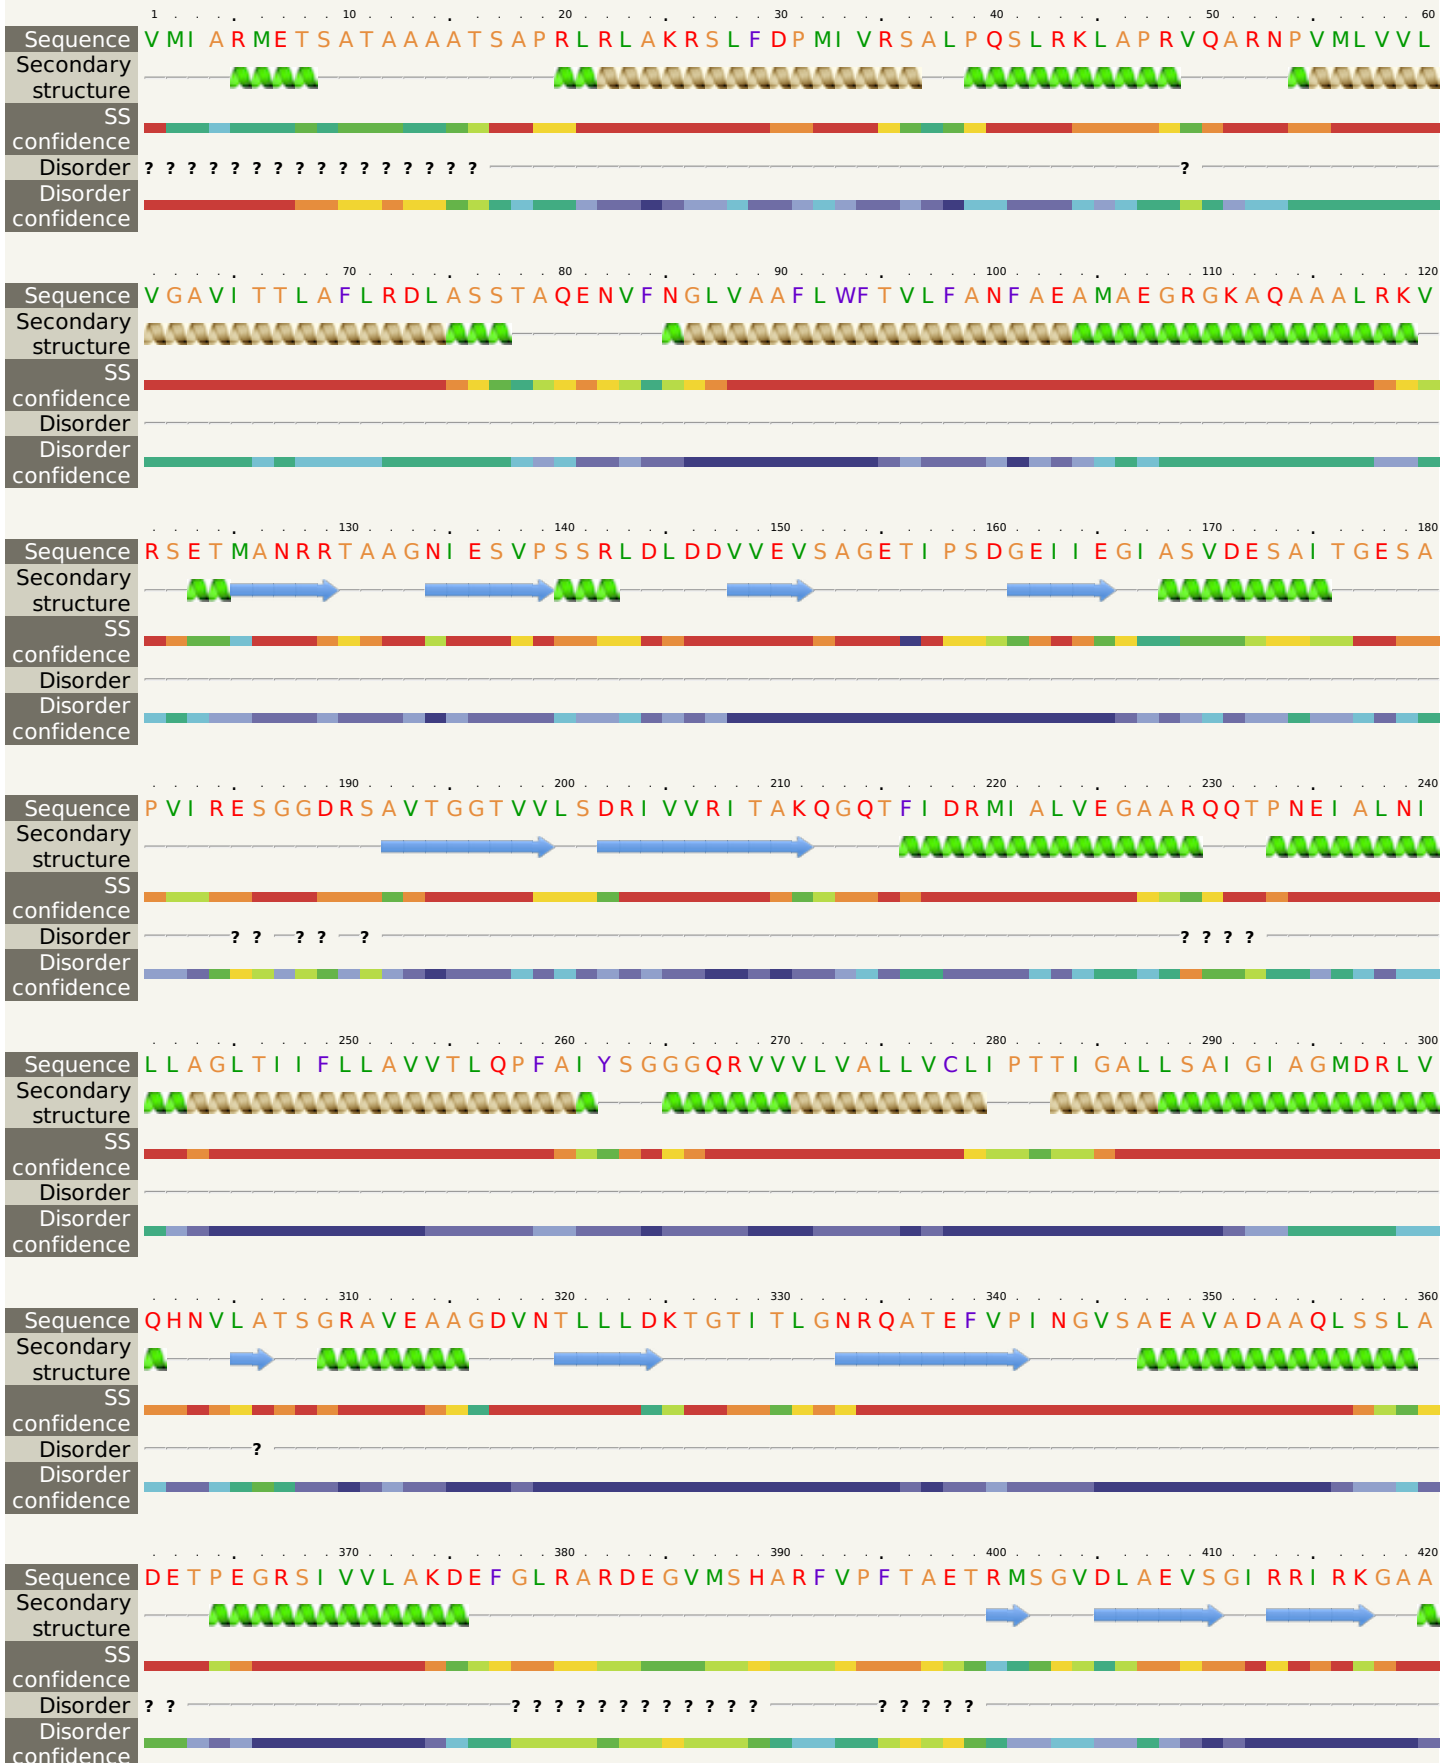 1 10 20 30 40 50 60
Sequence VMIARMETSATAAAATSAPRLRLAKRSLFDPMIVRSALPQSLRKLAPRVQARNPVMLVVL
Secondary
structure
SS
confidence
Disorder ? ? ? ? ? ? ? ? ? ? ? ? ? ? ? ? ?
Disorder
confidence
70 80 90 100 110 120
Sequence VGAVITTLAFLRDLASSTAQENVFNGLVAAFLWFTVLFANFAEAMAEGRGKAQAAALRKV
Secondary
structure
SS
confidence
Disorder
Disorder
confidence
130 140 150 160 170 180
Sequence RSETMANRRTAAGNIESVPSSRLDLDDVVEVSAGETIPSDGEIIEGIASVDESAITGESA
Secondary
structure
SS
confidence
Disorder
Disorder
confidence
190 200 210 220 230 240
Sequence PVIRESGGDRSAVTGGTVVLSDRIVVRITAKQGQTFIDRMIALVEGAARQQTPNEIALNI
Secondary
structure
SS
confidence
Disorder ? ? ? ? ? ? ? ? ?
Disorder
confidence
250 260 270 280 290 300
Sequence LLAGLTIIFLLAVVTLQPFAIYSGGGQRVVVLVALLVCLIPTTIGALLSAIGIAGMDRLV
Secondary
structure
SS
confidence
Disorder
Disorder
confidence
310 320 330 340 350 360
Sequence QHNVLATSGRAVEAAGDVNTLLLDKTGTITLGNRQATEFVPINGVSAEAVADAAQLSSLA
Secondary
structure
SS
confidence
Disorder ?
Disorder
confidence
370 380 390 400 410 420
Sequence DETPEGRSIVVLAKDEFGLRARDEGVMSHARFVPFTAETRMSGVDLAEVSGIRRIRKGAA
Secondary
structure
SS
confidence
Disorder ? ? ? ? ? ? ? ? ? ? ? ? ? ? ? ? ? ? ?
Disorder
confidence